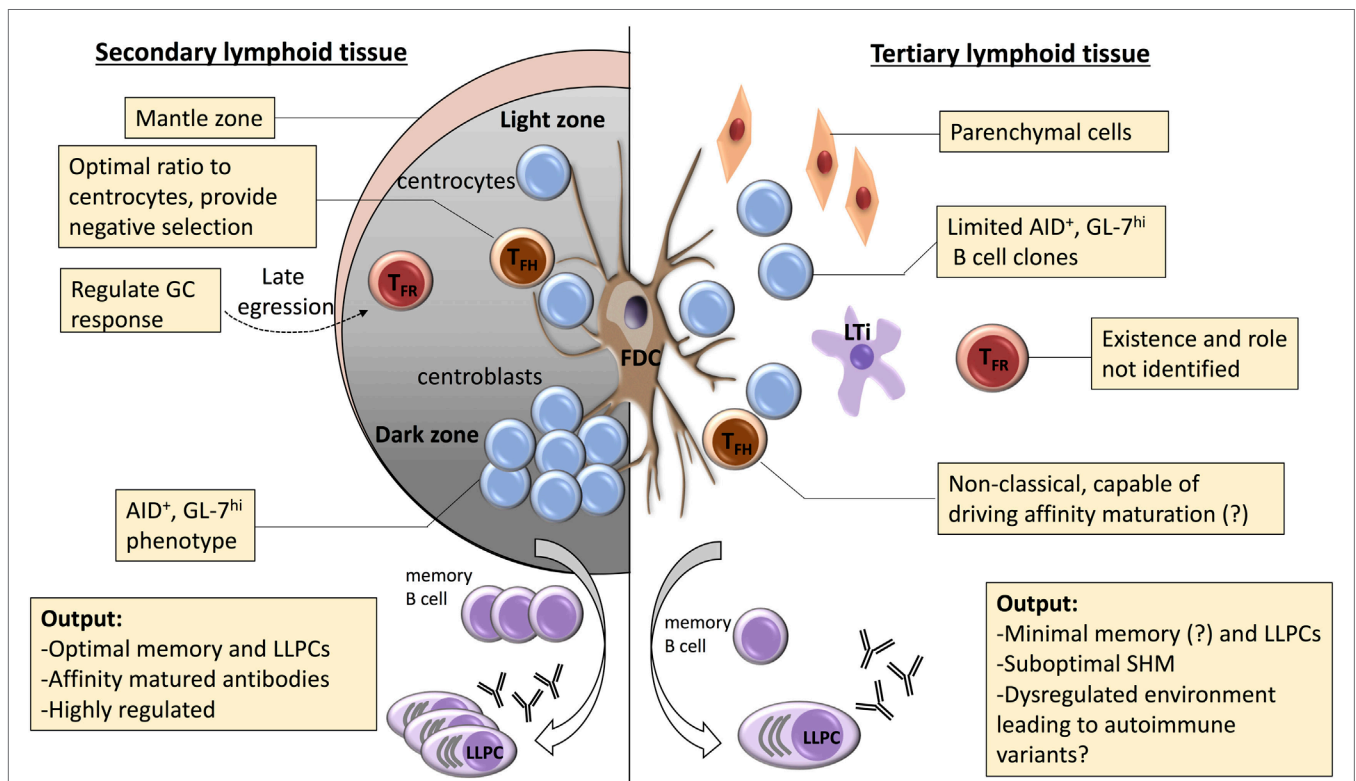 Secondary lymphoid tissue
Mantle zone
Optimal ratio to
centrocytes, provide
negative selection
Regulate GC
response
Late
egression
Light zone
centrocytes
TFH
TFR
FDC
centroblasts
Dark zone
AID+, GL-7hi
phenotype
memory
B cell
Output:
-Optimal memory and LLPCs
-Affinity matured antibodies
-Highly regulated
LLPC
Tertiary lymphoid tissue
Parenchymal cells
Limited AID+, GL-7hi
B cell clones
LTi
TFR
Existence and role
not identified
TFH
Non-classical, capable of
driving affinity maturation (?)
memory
B cell
LLPC
Output:
-Minimal memory (?) and LLPCs
-Suboptimal SHM
-Dysregulated environment
leading to autoimmune
variants?